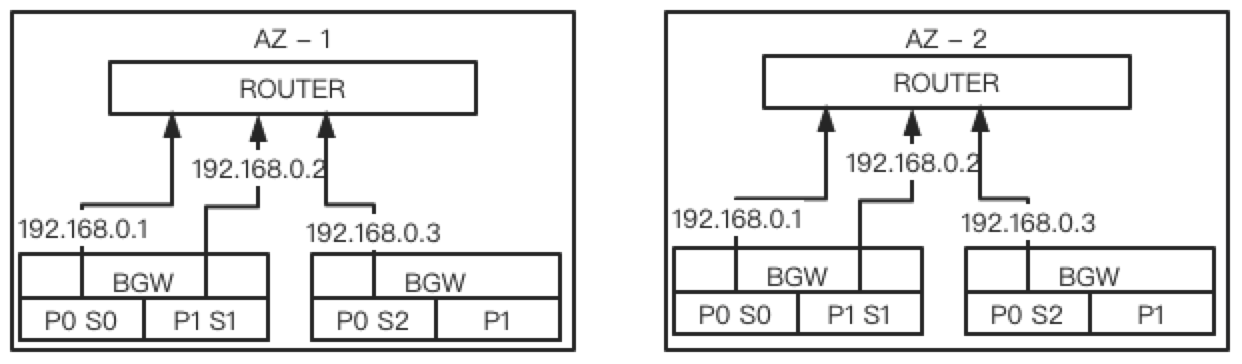 AZ - 1
ROUTER
192.168.0.2
192.168.0.1
192.168.0.3
BGW
BGW
P0 S0
P1 S1
P0 S2
P1
AZ - 2
ROUTER
192.168.0.2
192.168.0.1
192.168.0.3
BGW
BGW
P0 S0
P1 S1
P0 S2
P1